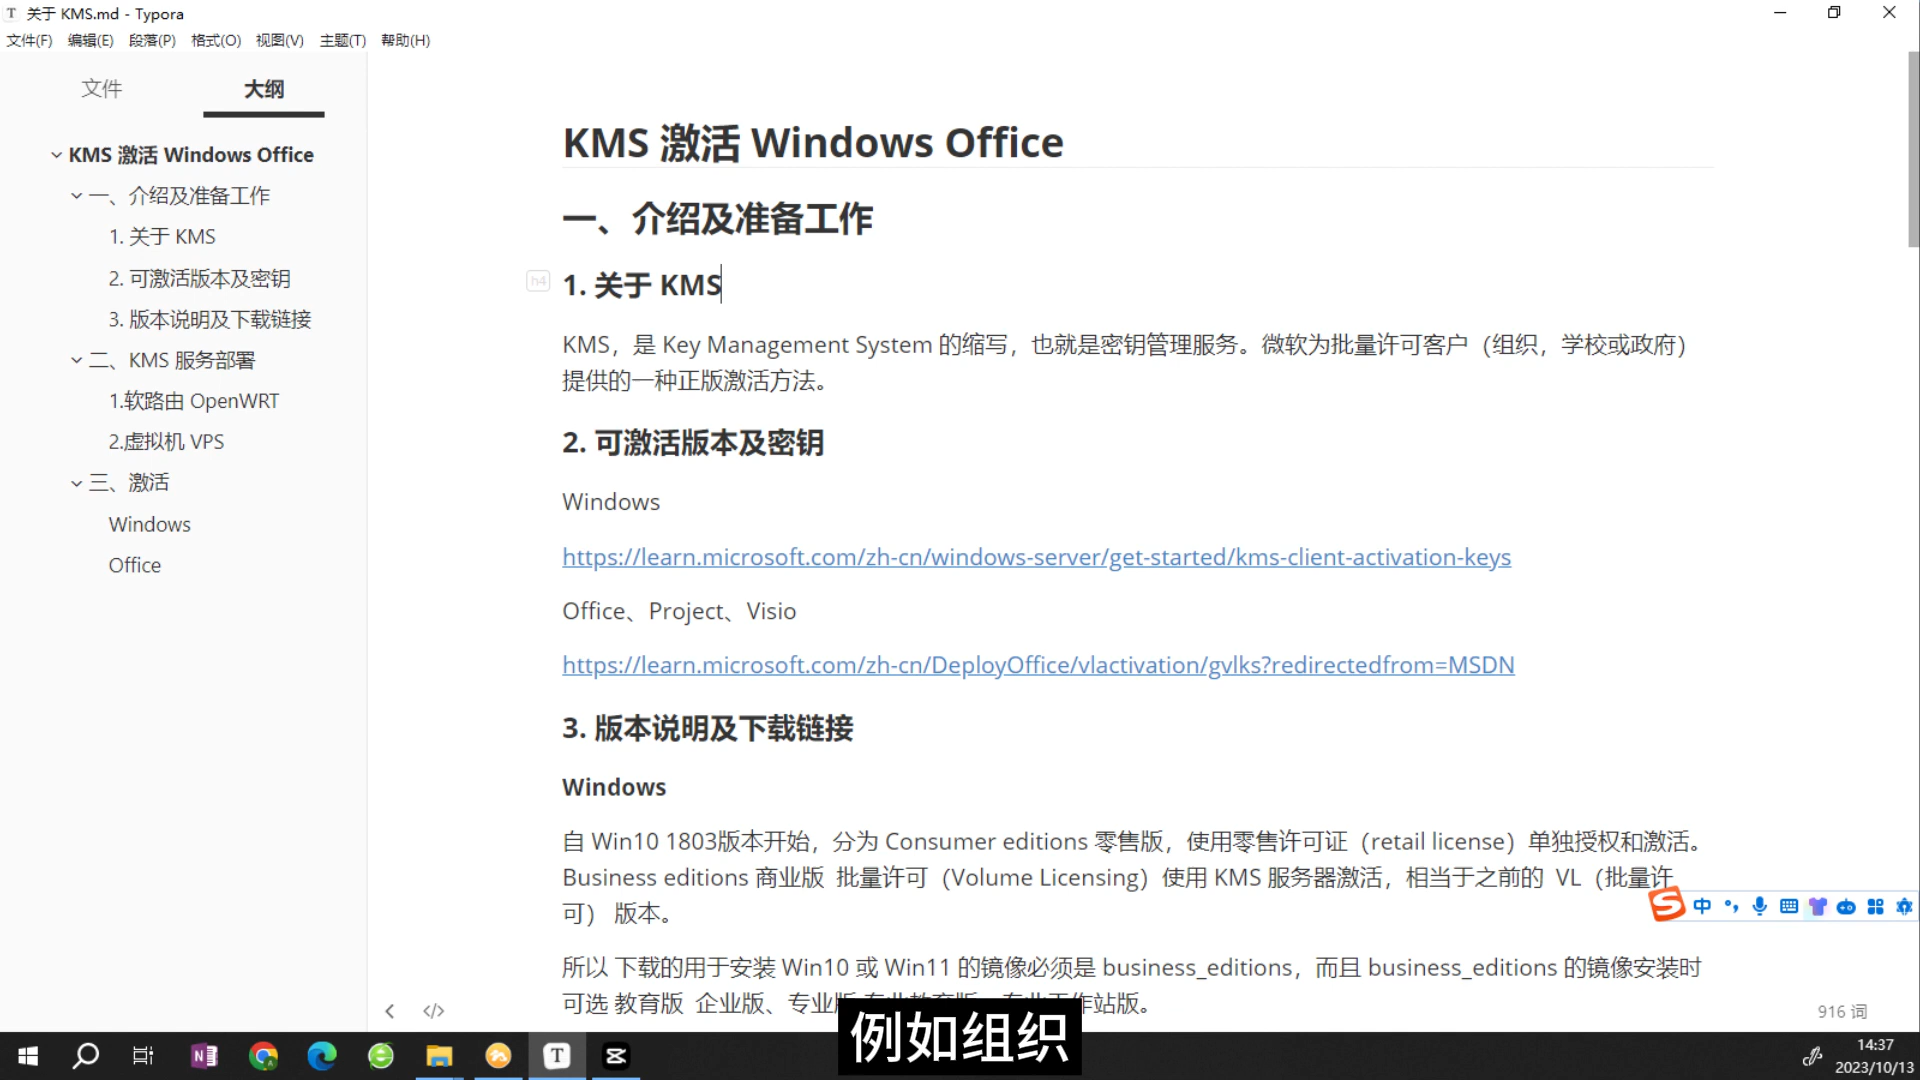 关于 KMS.md - Typora
文件(F) 编辑(E) 段落(P) 格式(O) 视图(V) 主题(T) 帮助(H)
文件 大纲
KMS 激活 Windows Office
一、介绍及准备工作
1. 关于 KMS
2. 可激活版本及密钥
3. 版本说明及下载链接
二、KMS 服务部署
1.软路由 OpenWRT
2.虚拟机 VPS
三、激活
Windows
Office
KMS 激活 Windows Office
一、介绍及准备工作
h4
1. 关于 KMS
KMS，是 Key Management System 的缩写，也就是密钥管理服务。微软为批量许可客户（组织，学校或政府）
提供的一种正版激活方法。
2. 可激活版本及密钥
Windows
https://learn.microsoft.com/zh-cn/windows-server/get-started/kms-client-activation-keys
Office、Project、Visio
https://learn.microsoft.com/zh-cn/DeployOffice/vlactivation/gvlks?redirectedfrom=MSDN
3. 版本说明及下载链接
Windows
自 Win10 1803版本开始，分为 Consumer editions 零售版，使用零售许可证（retail license）单独授权和激活。
Business editions 商业版 批量许可（Volume Licensing）使用 KMS 服务器激活，相当于之前的 VL（批量许
可） 版本。
中
所以 下载的用于安装 Win10 或 Win11 的镜像必须是 business_editions，而且 business_editions 的镜像安装时
可选 教育版 企业版、专业版 作站版。
916 词
例如组织
14:37
2023/10/13